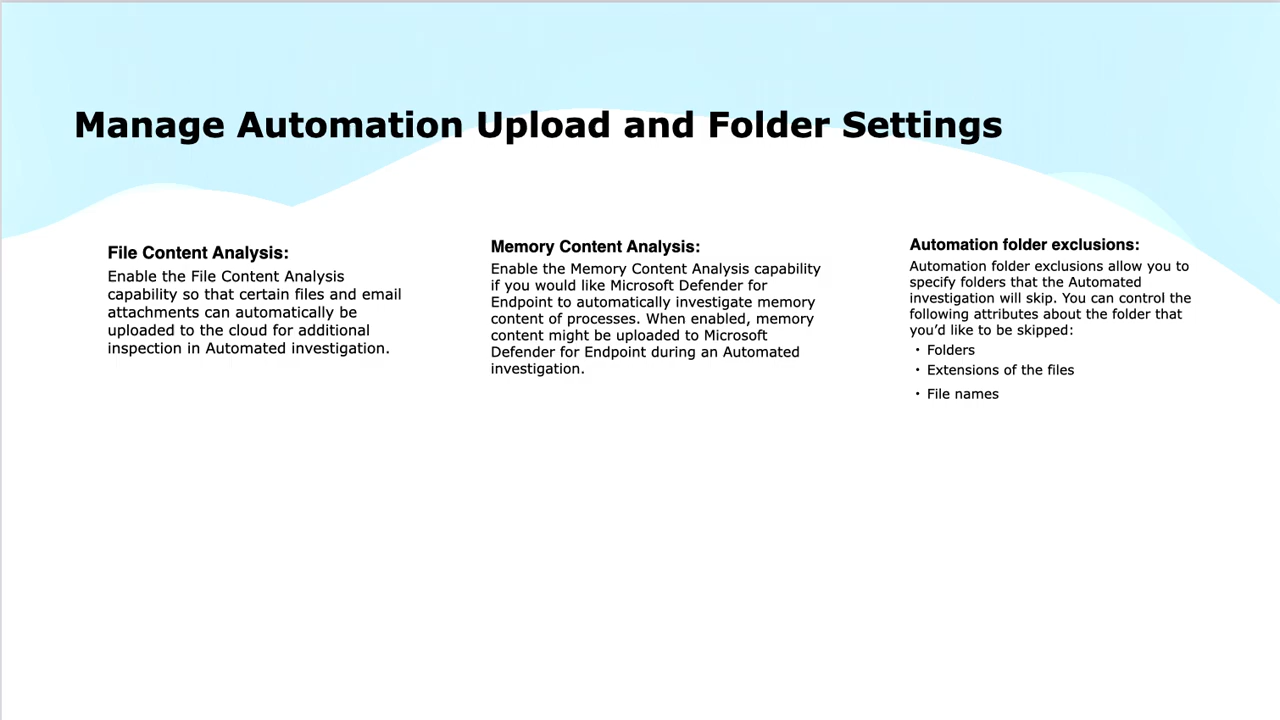 Manage Automation Upload and Folder Settings
File Content Analysis:
Enable the File Content Analysis
capability so that certain files and email
attachments can automatically be
uploaded to the cloud for additional
inspection in Automated investigation.
Memory Content Analysis:
Enable the Memory Content Analysis capability
if you would like Microsoft Defender for
Endpoint to automatically investigate memory
content of processes. When enabled, memory
content might be uploaded to Microsoft
Defender for Endpoint during an Automated
investigation.
Automation folder exclusions:
Automation folder exclusions allow you to
specify folders that the Automated
investigation will skip. You can control the
following attributes about the folder that
you’d like to be skipped:
• Folders
• Extensions of the files
• File names